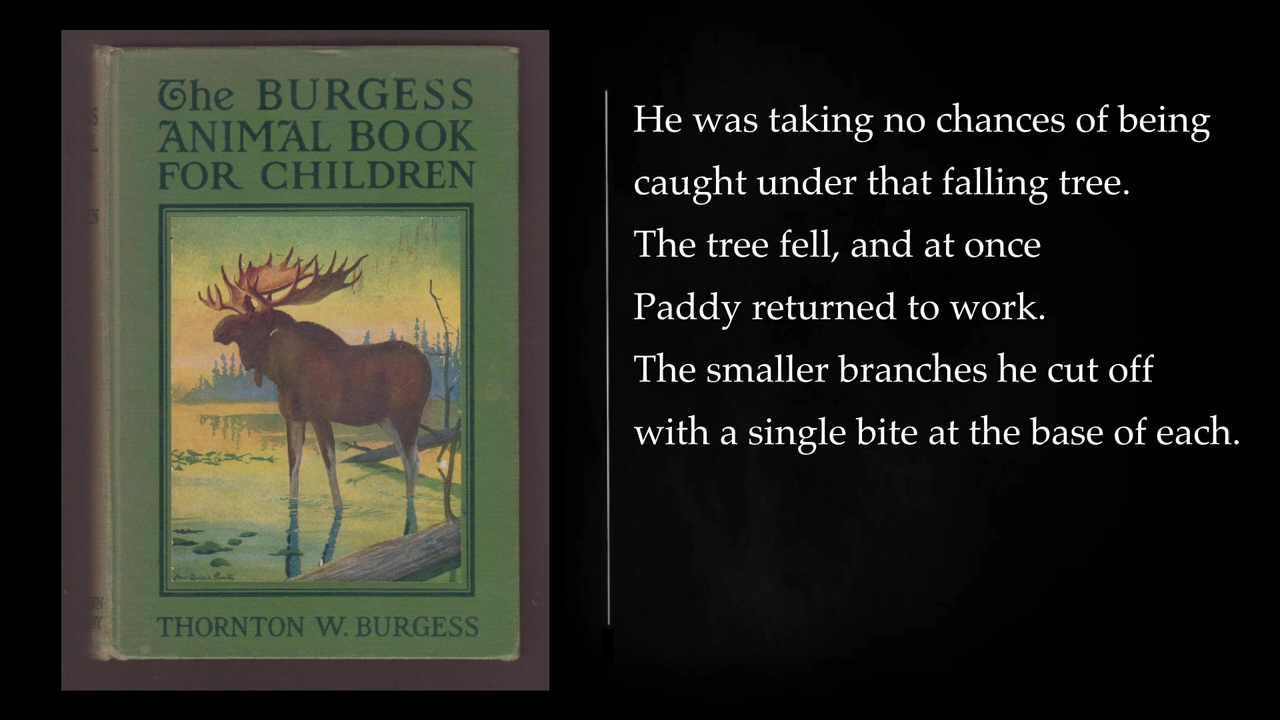 The BURGESS
ANIMAL BOOK
FOR CHILDREN
THORNTON W. BURGESS
He was taking no chances of being
caught under that falling tree.
The tree fell, and at once
Paddy returned to work.
The smaller branches he cut off
with a single bite at the base of each.